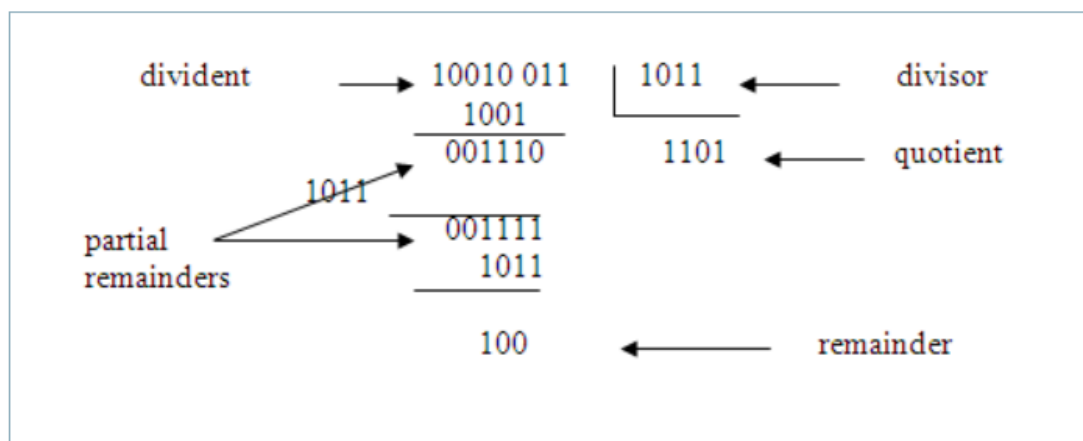 divident 10010 011 1011 divisor
1001
001110 1101 quotient
1011
001111
partial
remainders
1011
100 remainder